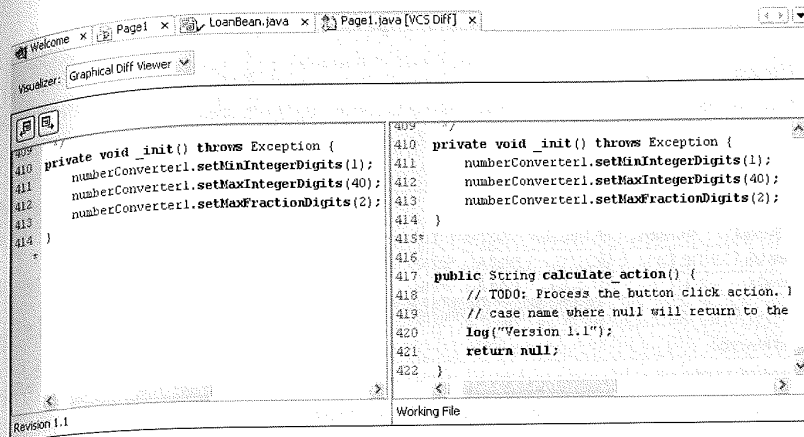 Welcome x Page1 x LoanBean.java x Page1.java [VCS Diff] x
Visualizer: Graphical Diff Viewer
409 */
410 private void _init() throws Exception {
411 numberConverter1.setMinIntegerDigits(1);
412 numberConverter1.setMaxIntegerDigits(40);
413 numberConverter1.setMaxFractionDigits(2);
414 }
*
Revision 1.1
409 */
410 private void _init() throws Exception {
411 numberConverter1.setMinIntegerDigits(1);
412 numberConverter1.setMaxIntegerDigits(40);
413 numberConverter1.setMaxFractionDigits(2);
414 }
415*
416
417 public String calculate_action() {
418 // TODO: Process the button click action.
419 // case name where null will return to the
420 log("Version 1.1");
421 return null;
422 }
Working File